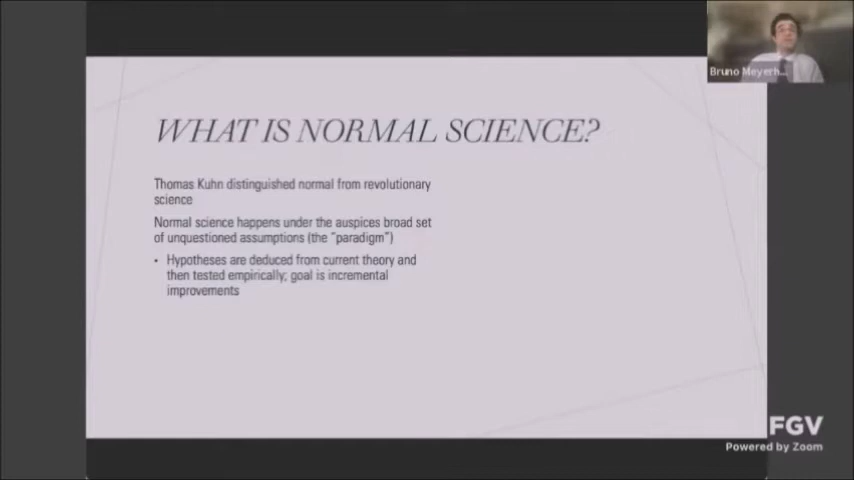 WHAT IS NORMAL SCIENCE?
Thomas Kuhn distinguished normal from revolutionary
science
Normal science happens under the auspices broad set
of unquestioned assumptions (the "paradigm")
• Hypotheses are deduced from current theory and
then tested empirically; goal is incremental
improvements
Bruno Meyerh...
FGV
Powered by Zoom